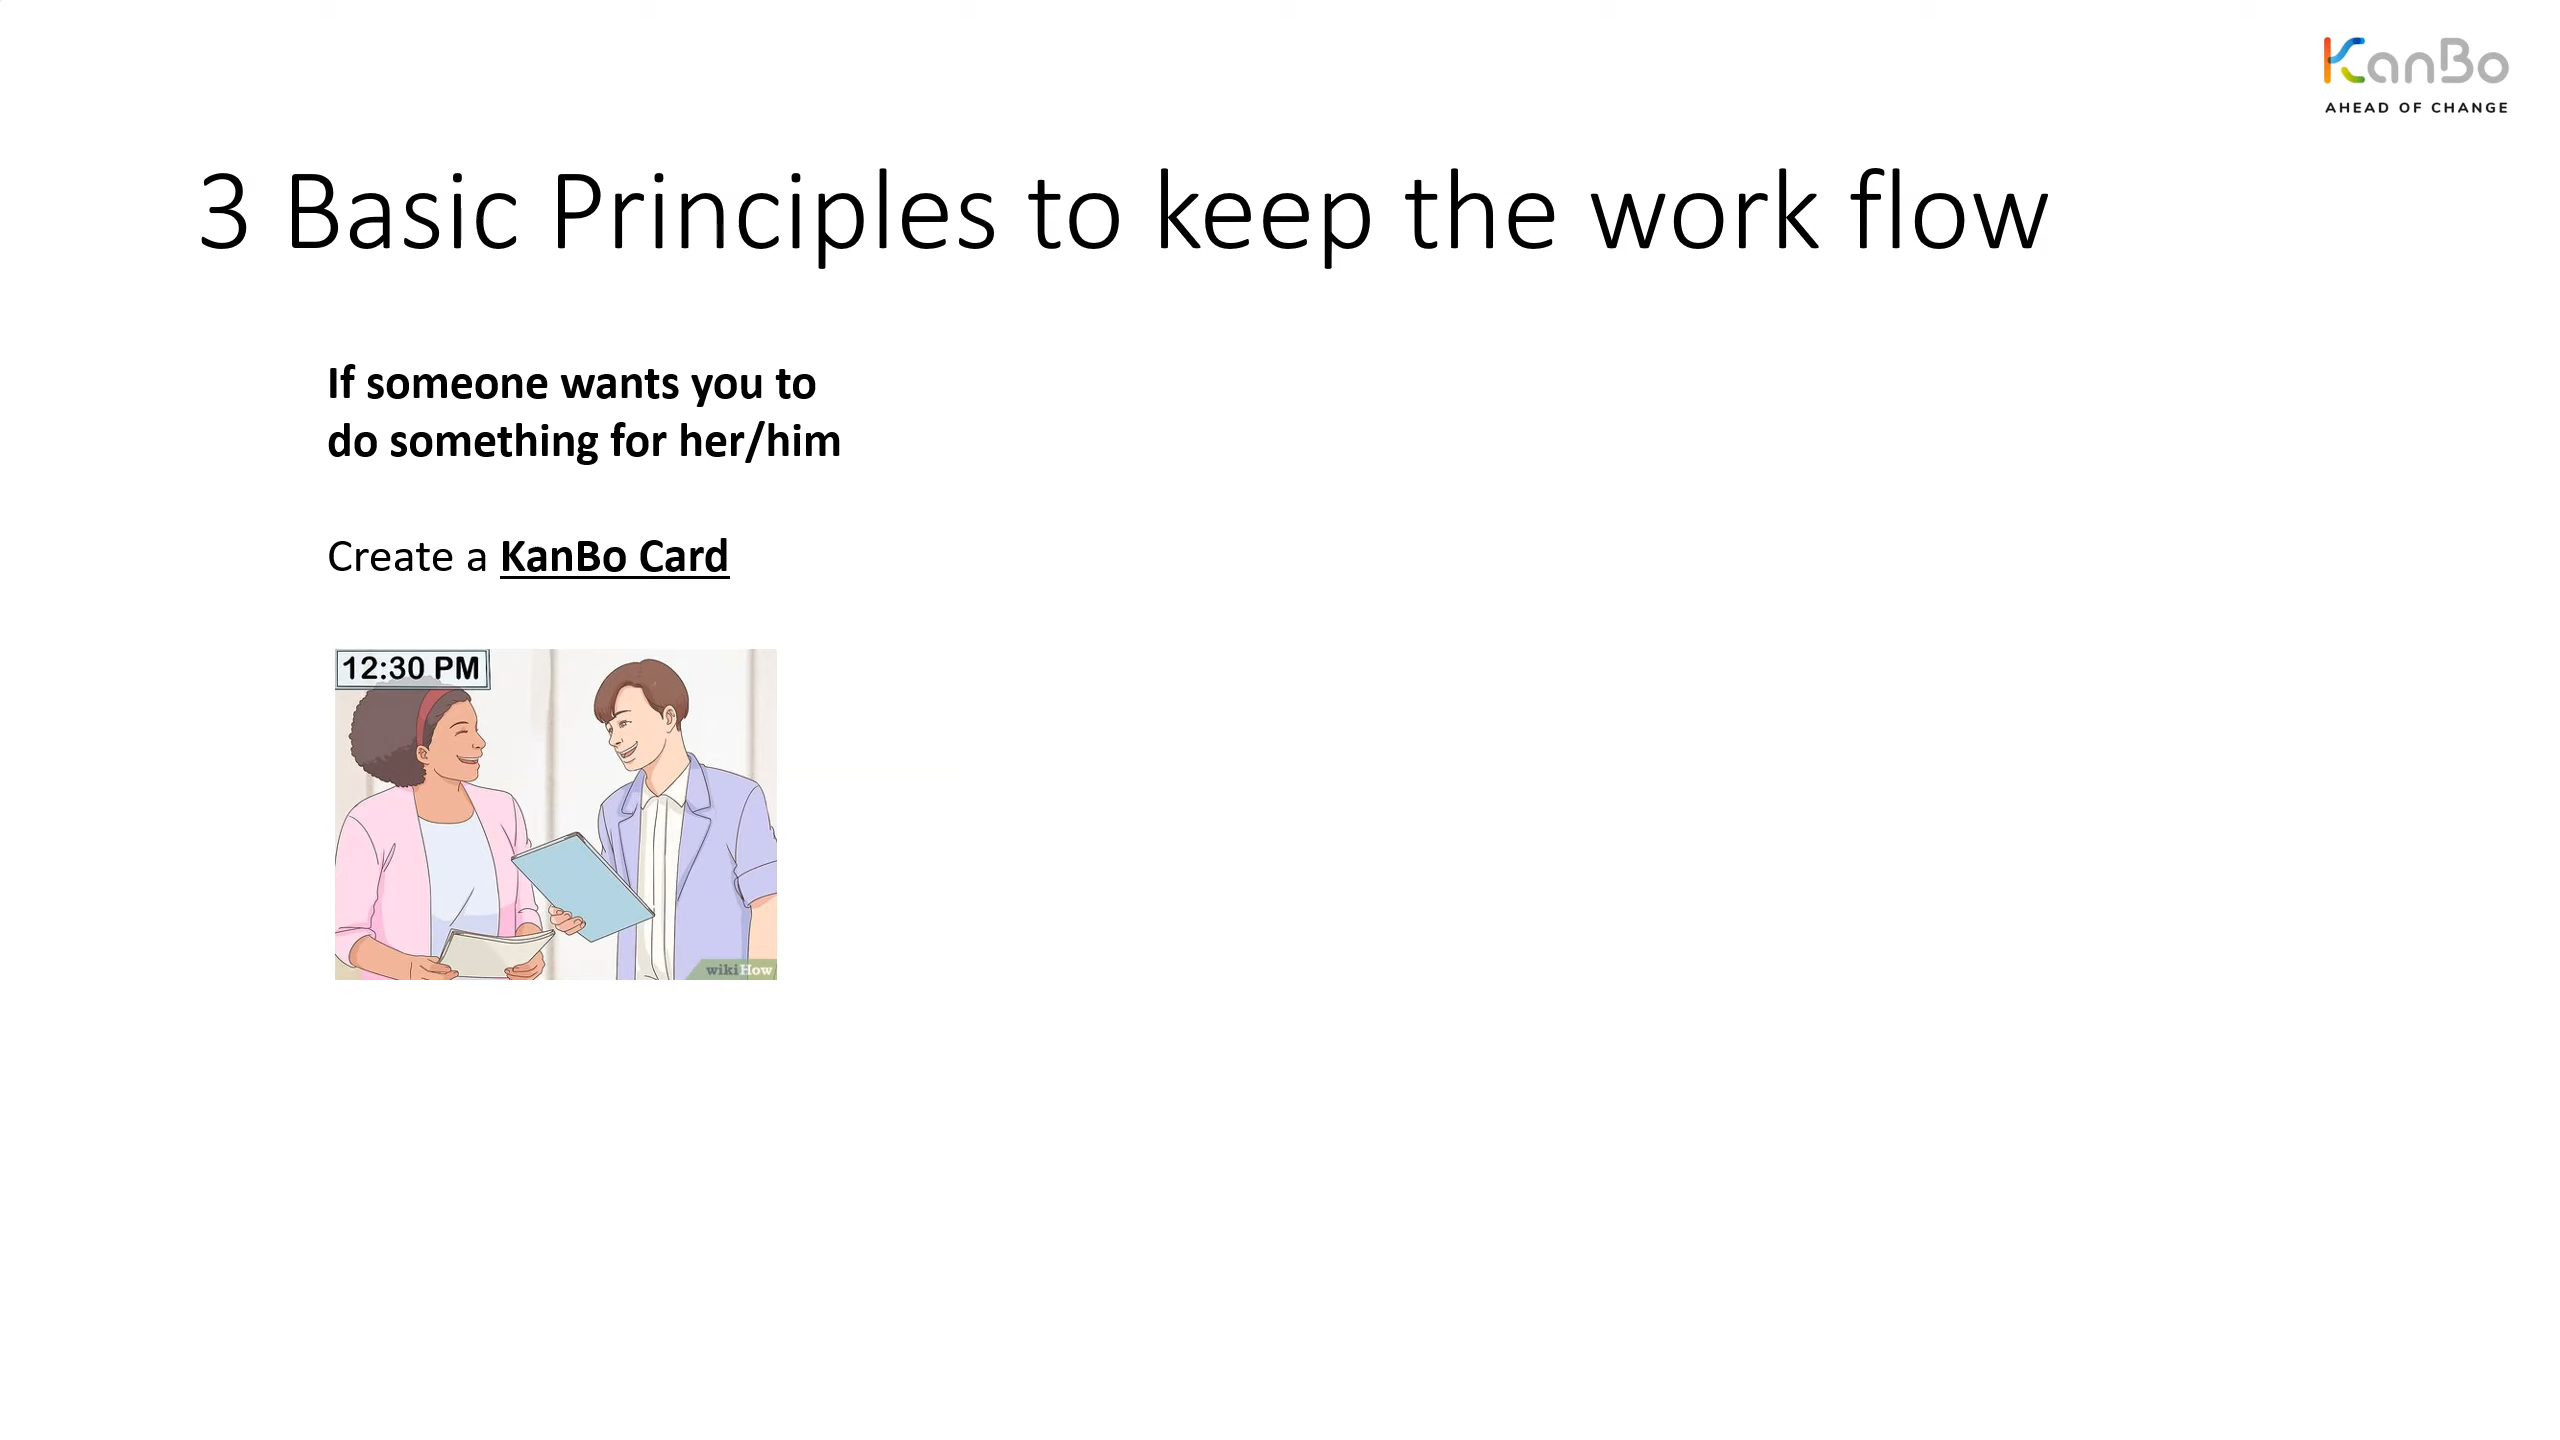 KanBo
AHEAD OF CHANGE
3 Basic Principles to keep the work flow
If someone wants you to
do something for her/him
Create a KanBo Card
12:30 PM
wikiHow